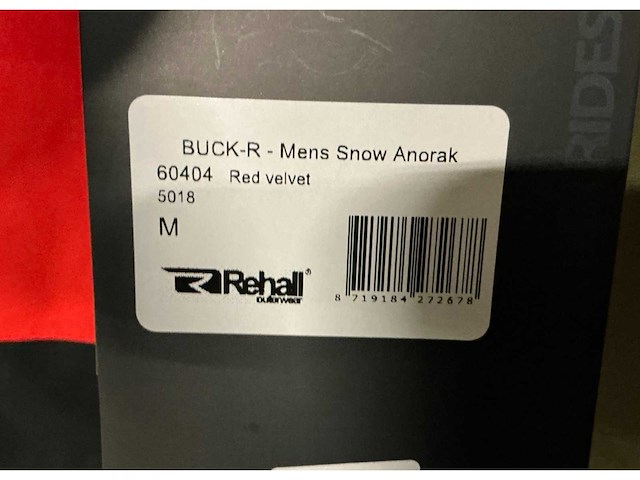 BUCK-R - Mens Snow Anorak
60404 Red velvet
5018
M
Rehall®
outerwear
8 719184 272678
RIDES